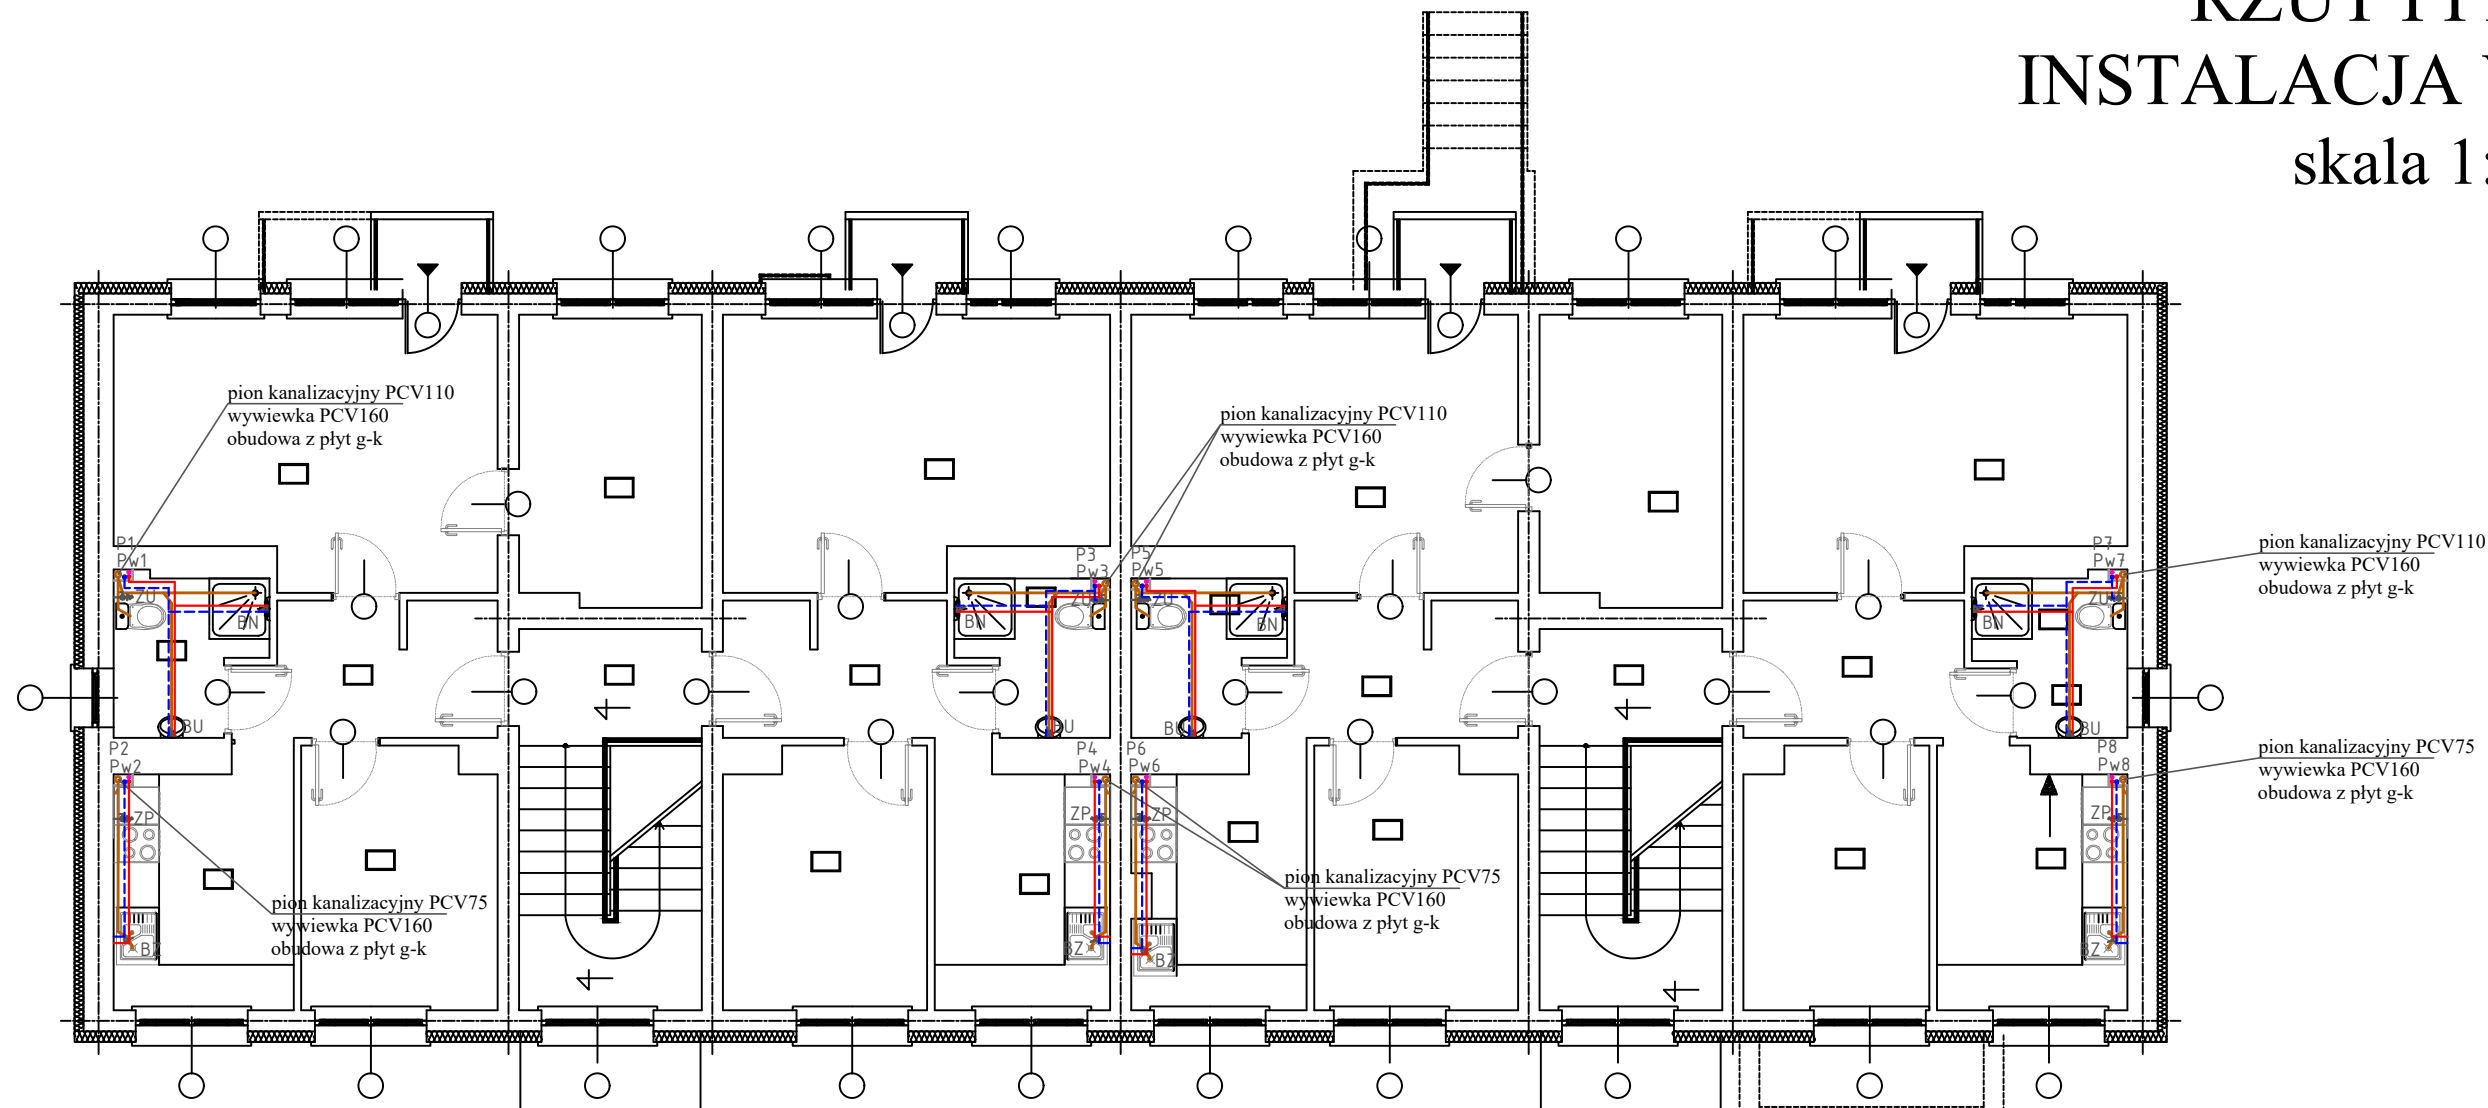 INSTALACJA
skala 1:
pion kanalizacyjny PCV110
wywiewka PCV160
obudowa z płyt g-k
pion kanalizacyjny PCV110
wywiewka PCV160
obudowa z płyt g-k
pion kanalizacyjny PCV110
wywiewka PCV160
obudowa z płyt g-k
P1
Pw1
ZU
BN
BU
P3
Pw3
BN
BU
P5
Pw5
BN
BU
P7
Pw7
ZU
BN
BU
P2
Pw2
ZP
BZ
P4
Pw4
ZP
BZ
P6
Pw6
ZP
BZ
P8
Pw8
ZP
BZ
pion kanalizacyjny PCV75
wywiewka PCV160
obudowa z płyt g-k
pion kanalizacyjny PCV75
wywiewka PCV160
obudowa z płyt g-k
pion kanalizacyjny PCV75
wywiewka PCV160
obudowa z płyt g-k